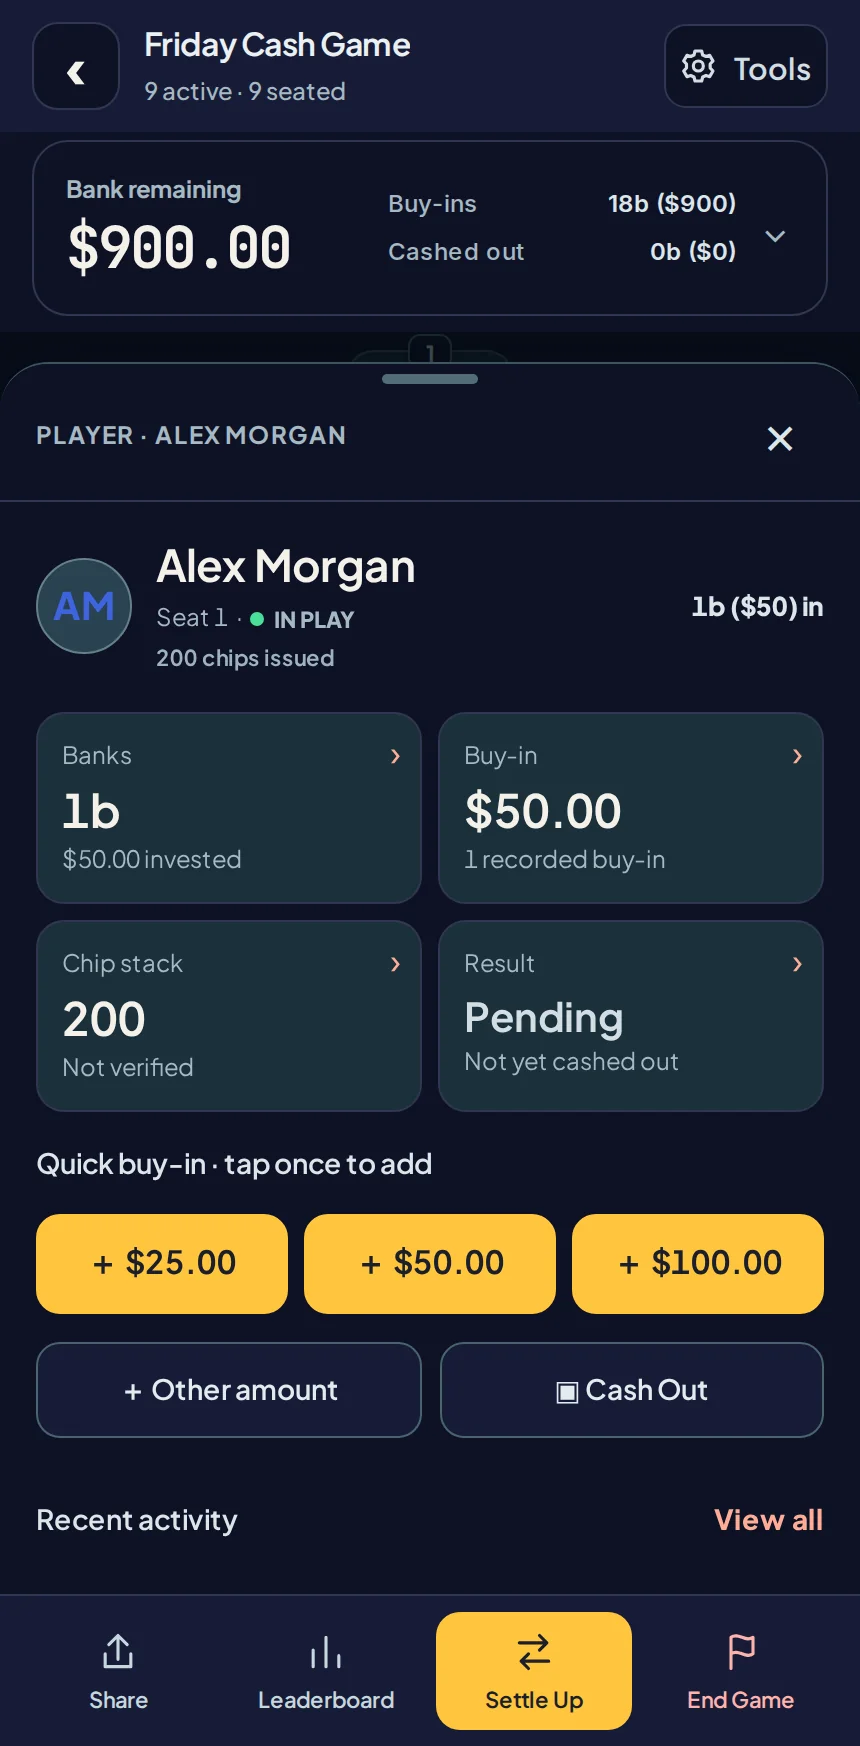 ‹
Friday Cash Game
9 active · 9 seated
Tools
Bank remaining
$900.00
Buy-ins 18b ($900)
Cashed out 0b ($0)
1
PLAYER · ALEX MORGAN
✕
AM
Alex Morgan
Seat 1 · ● IN PLAY
200 chips issued
1b ($50) in
Banks ›
1b
$50.00 invested
Buy-in ›
$50.00
1 recorded buy-in
Chip stack ›
200
Not verified
Result ›
Pending
Not yet cashed out
Quick buy-in · tap once to add
+ $25.00
+ $50.00
+ $100.00
+ Other amount
▣ Cash Out
Recent activity
View all
Share
Leaderboard
Settle Up
End Game